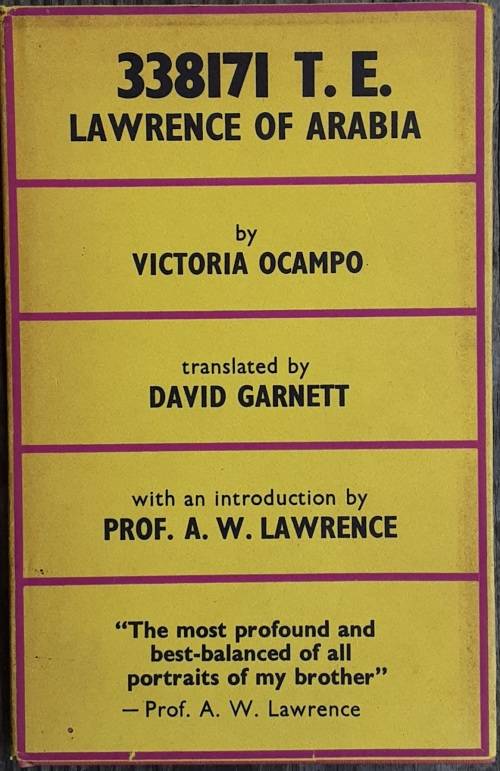 338171 T. E.
LAWRENCE OF ARABIA
by
VICTORIA OCAMPO
translated by
DAVID GARNETT
with an introduction by
PROF. A. W. LAWRENCE
“The most profound and
best-balanced of all
portraits of my brother”
— Prof. A. W. Lawrence